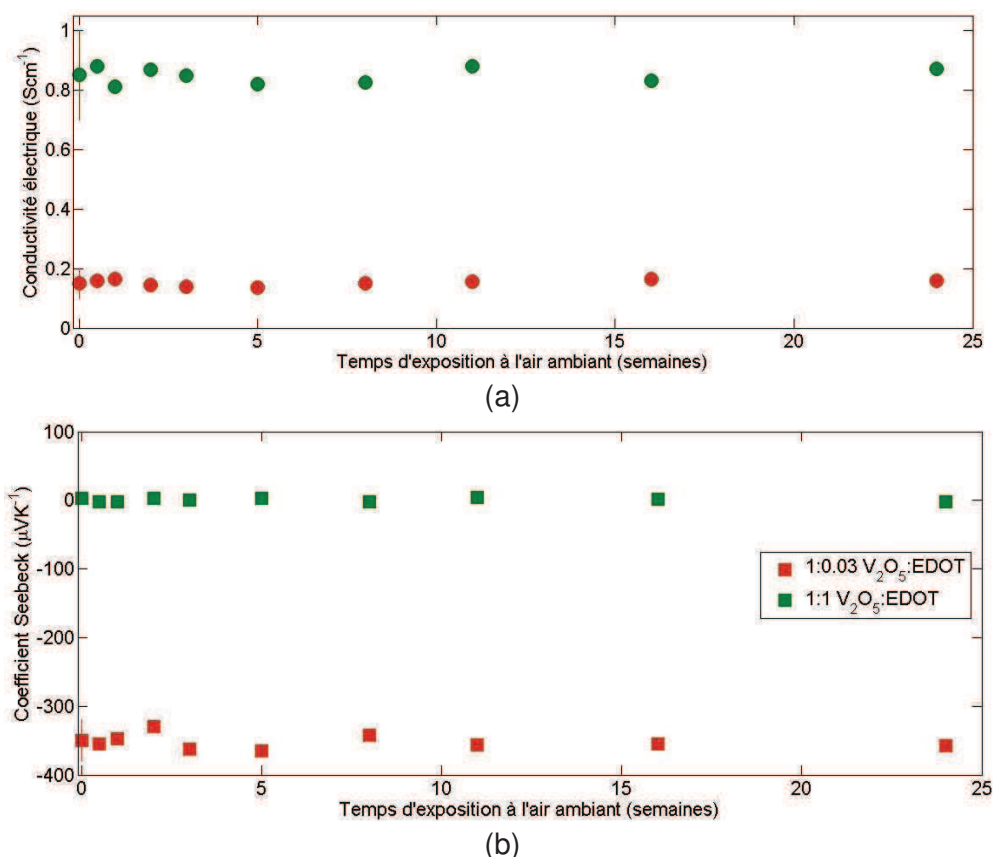 Conductivité électrique (Scm⁻¹)
1
0.8
0.6
0.4
0.2
0
0 5 10 15 20 25
Temps d'exposition à l'air ambiant (semaines)
(a)
Coefficient Seebeck (µVK⁻¹)
100
0
-100
-200
-300
-400
1:0.03 V₂O₅:EDOT
1:1 V₂O₅:EDOT
0 5 10 15 20 25
Temps d'exposition à l'air ambiant (semaines)
(b)